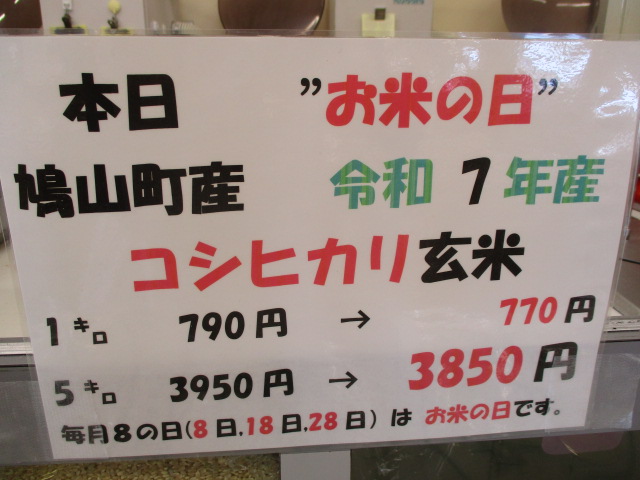 本日 ”お米の日”
鳩山町産 令和7年産
コシヒカリ玄米
1キロ 790円 → 770円
5キロ 3950円 → 3850円
毎月8の日(8日,18日,28日)は お米の日です。